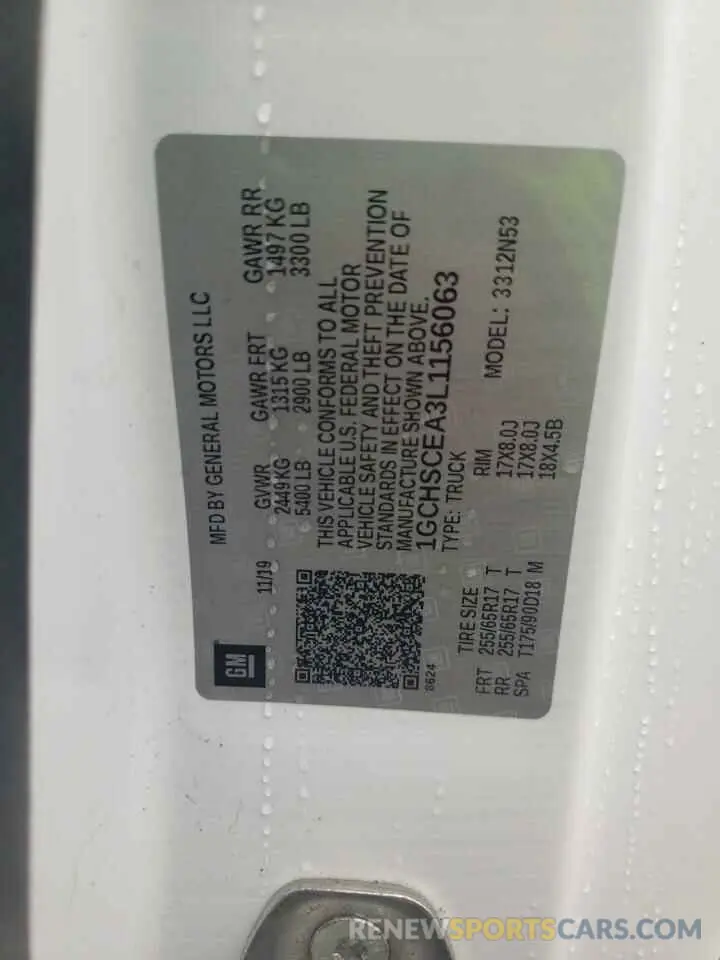 GM
11/19
MFD BY GENERAL MOTORS LLC
GVWR GAWR FRT GAWR RR
2449 KG 1315 KG 1497 KG
5400 LB 2900 LB 3300 LB
THIS VEHICLE CONFORMS TO ALL
APPLICABLE U.S. FEDERAL MOTOR
VEHICLE SAFETY AND THEFT PREVENTION
STANDARDS IN EFFECT ON THE DATE OF
MANUFACTURE SHOWN ABOVE.
1GCHSCEA3L1156063
TYPE: TRUCK
8624
MODEL: 3312N53
TIRE SIZE RIM
FRT 255/65R17 T 17X8.0J
RR 255/65R17 T 17X8.0J
SPA T175/90D18 M 18X4.5B
RENEWSPORTSCARS.COM